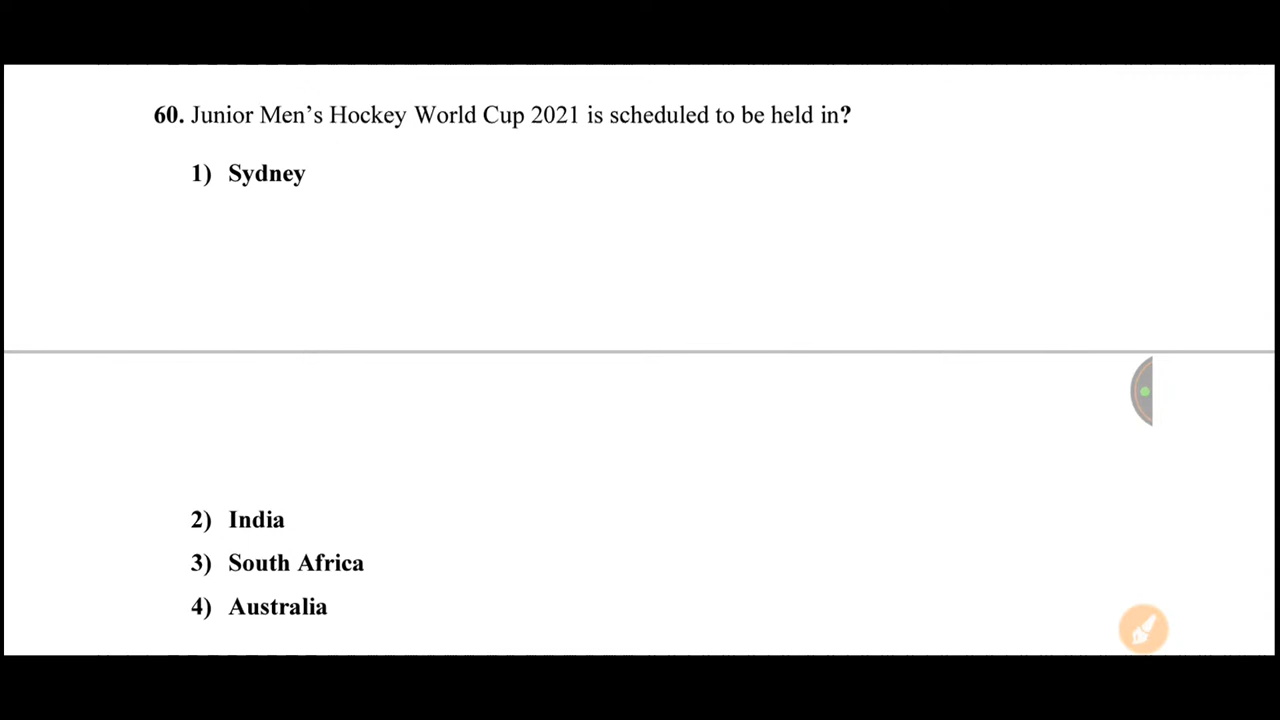 60. Junior Men’s Hockey World Cup 2021 is scheduled to be held in?
1) Sydney
2) India
3) South Africa
4) Australia